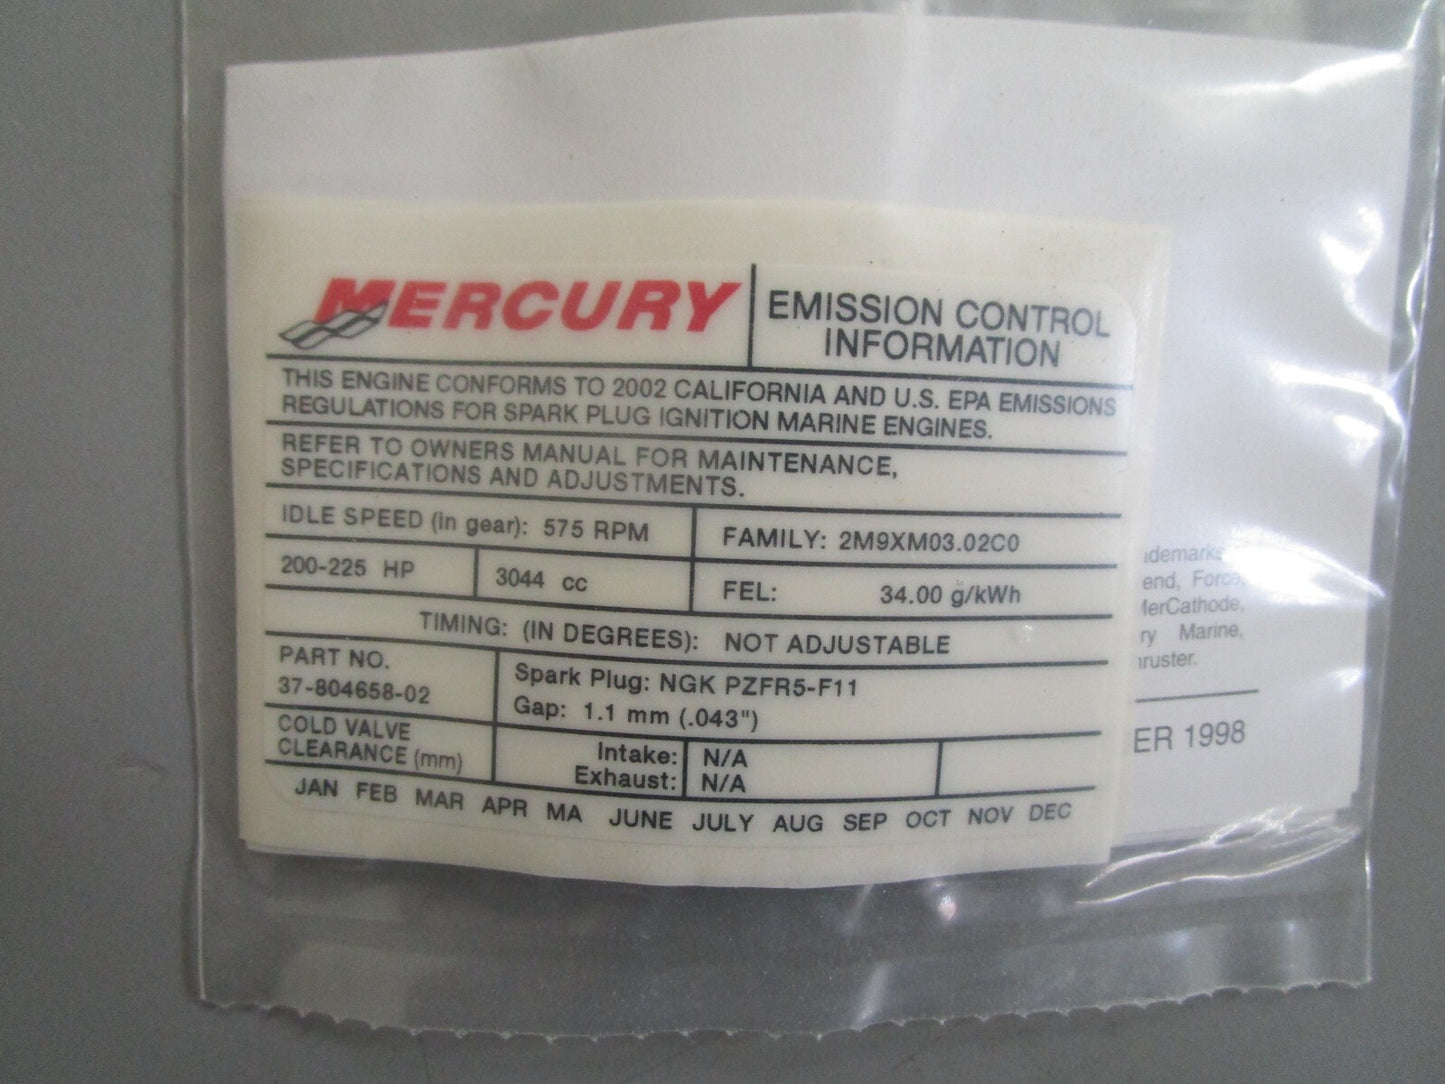 MERCURY
EMISSION CONTROL
INFORMATION
THIS ENGINE CONFORMS TO 2002 CALIFORNIA AND U.S. EPA EMISSIONS
REGULATIONS FOR SPARK PLUG IGNITION MARINE ENGINES.
REFER TO OWNERS MANUAL FOR MAINTENANCE,
SPECIFICATIONS AND ADJUSTMENTS.
IDLE SPEED (in gear): 575 RPM
FAMILY: 2M9XM03.02C0
200-225 HP
3044 cc
FEL: 34.00 g/kWh
TIMING: (IN DEGREES): NOT ADJUSTABLE
PART NO.
37-804658-02
Spark Plug: NGK PZFR5-F11
Gap: 1.1 mm (.043")
COLD VALVE
CLEARANCE (mm)
Intake: N/A
Exhaust: N/A
JAN FEB MAR APR MA JUNE JULY AUG SEP OCT NOV DEC
demarks
end, Force,
MerCathode,
ry Marine,
hruster.
ER 1998